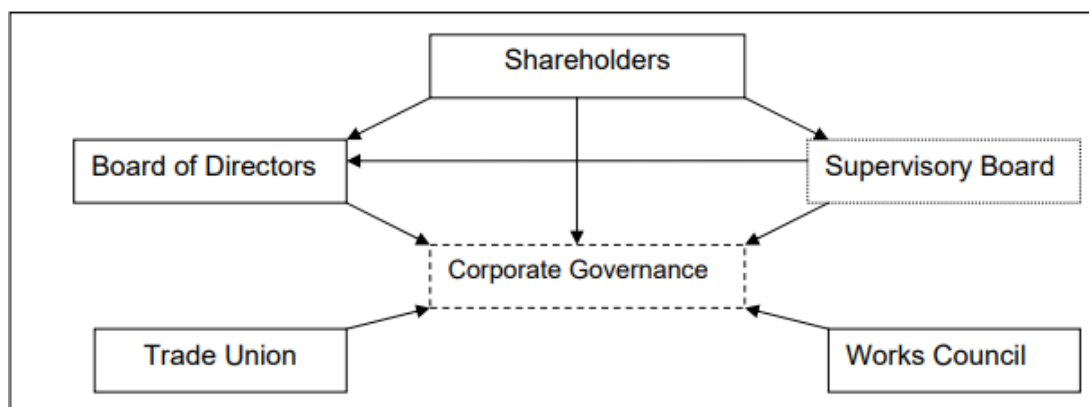 Shareholders
Board of Directors
Supervisory Board
Corporate Governance
Trade Union
Works Council